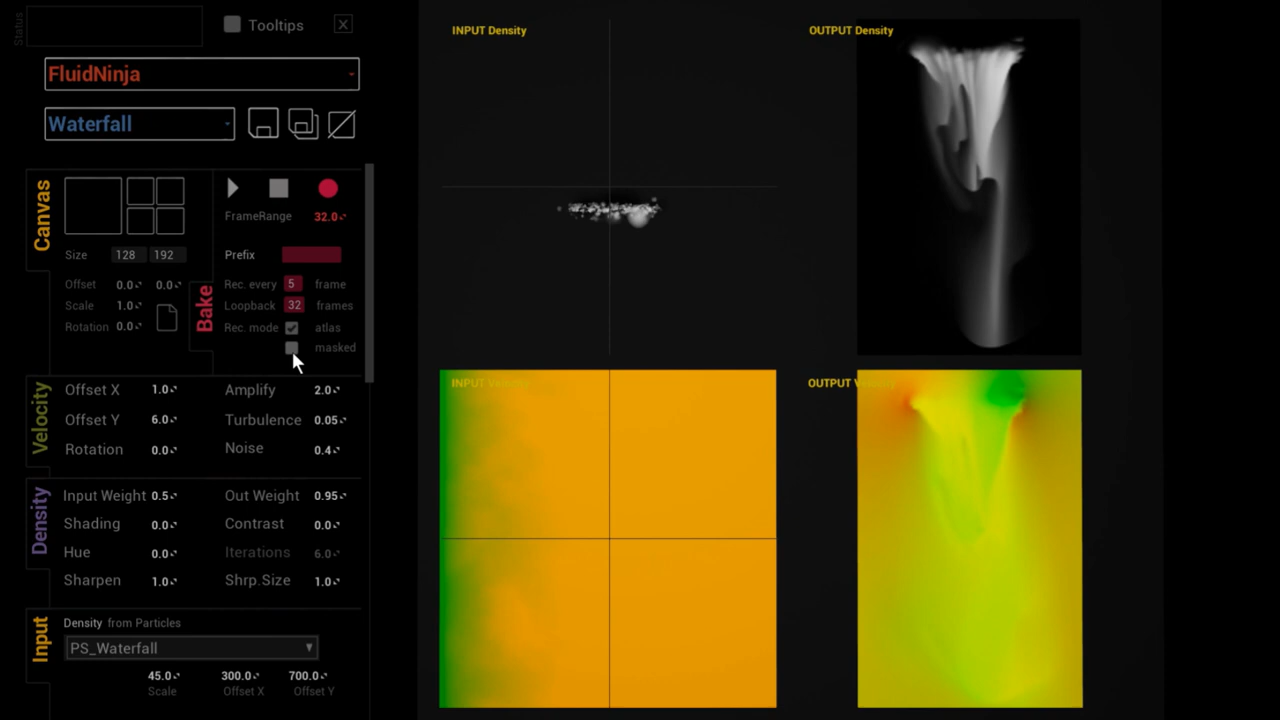 Status
Tooltips
X
FluidNinja
Waterfall
Canvas
Size 128 192
Offset 0.0 0.0
Scale 1.0
Rotation 0.0
Bake
FrameRange 32.0
Prefix
Rec. every 5 frame
Loopback 32 frames
Rec. mode atlas
masked
Velocity
Offset X 1.0 Amplify 2.0
Offset Y 6.0 Turbulence 0.05
Rotation 0.0 Noise 0.4
Density
Input Weight 0.5 Out Weight 0.95
Shading 0.0 Contrast 0.0
Hue 0.0 Iterations 6.0
Sharpen 1.0 Shrp.Size 1.0
Input
Density from Particles
PS_Waterfall
45.0 300.0 700.0
Scale Offset X Offset Y
INPUT Density
OUTPUT Density
INPUT Velocity
OUTPUT Velocity